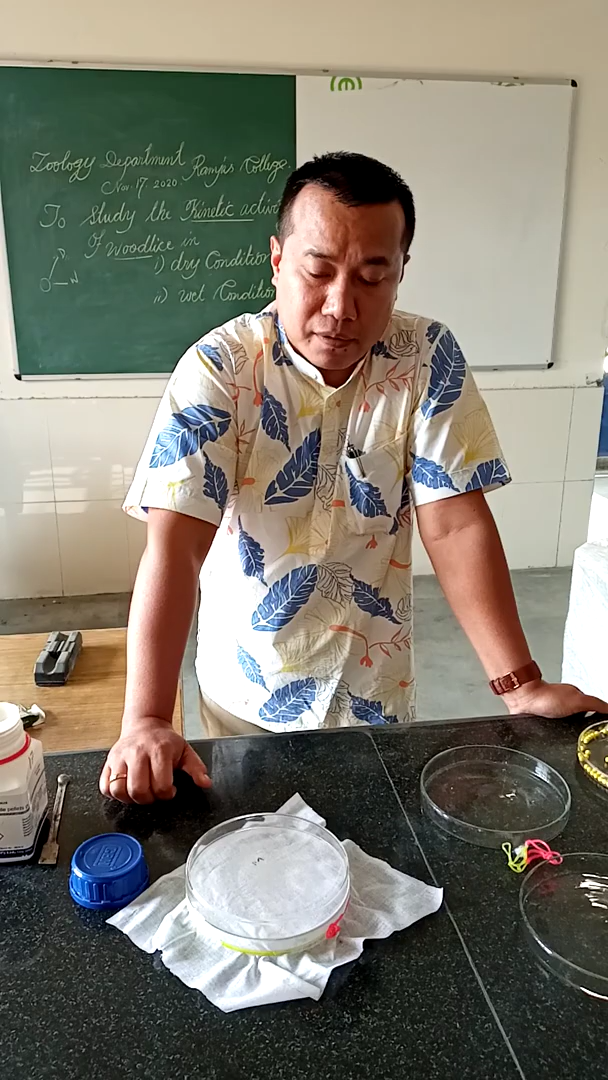 Zoology Department Ramjas College.
Nov. 17. 2020
To Study the Kinetic activi
Of Woodlice in
i) dry Condition
ii) wet Condition